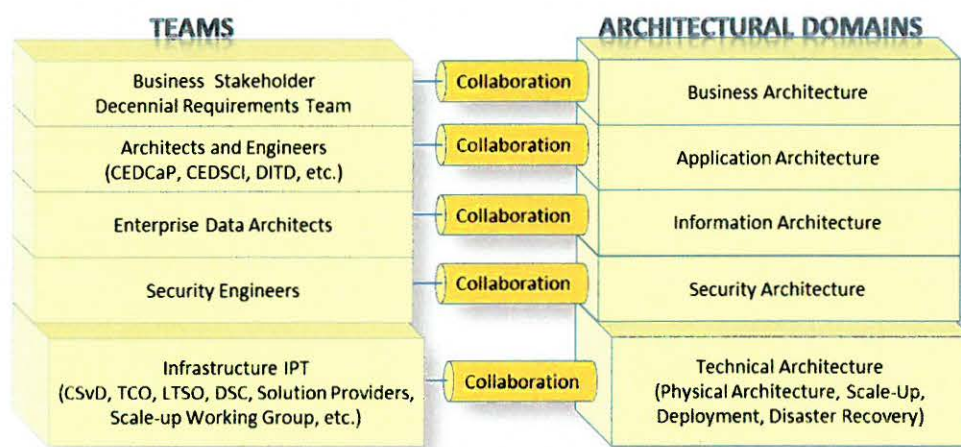 TEAMS
ARCHITECTURAL DOMAINS
Business Stakeholder
Decennial Requirements Team
Collaboration
Business Architecture
Architects and Engineers
(CEDCaP, CEDSCI, DITD, etc.)
Collaboration
Application Architecture
Enterprise Data Architects
Collaboration
Information Architecture
Security Engineers
Collaboration
Security Architecture
Infrastructure IPT
(CSvD, TCO, LTSO, DSC, Solution Providers,
Scale-up Working Group, etc.)
Collaboration
Technical Architecture
(Physical Architecture, Scale-Up,
Deployment, Disaster Recovery)